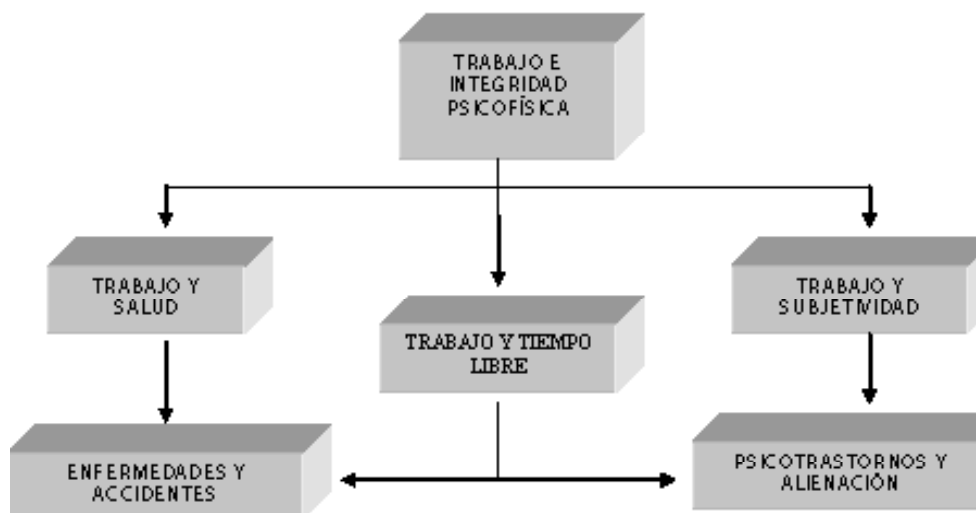 TRABAJO E
INTEGRIDAD
PSICOFÍSICA
TRABAJO Y
SALUD
TRABAJO Y TIEMPO
LIBRE
TRABAJO Y
SUBJETIVIDAD
ENFERMEDADES Y
ACCIDENTES
PSICOTRASTORNOS Y
ALIENACIÓN